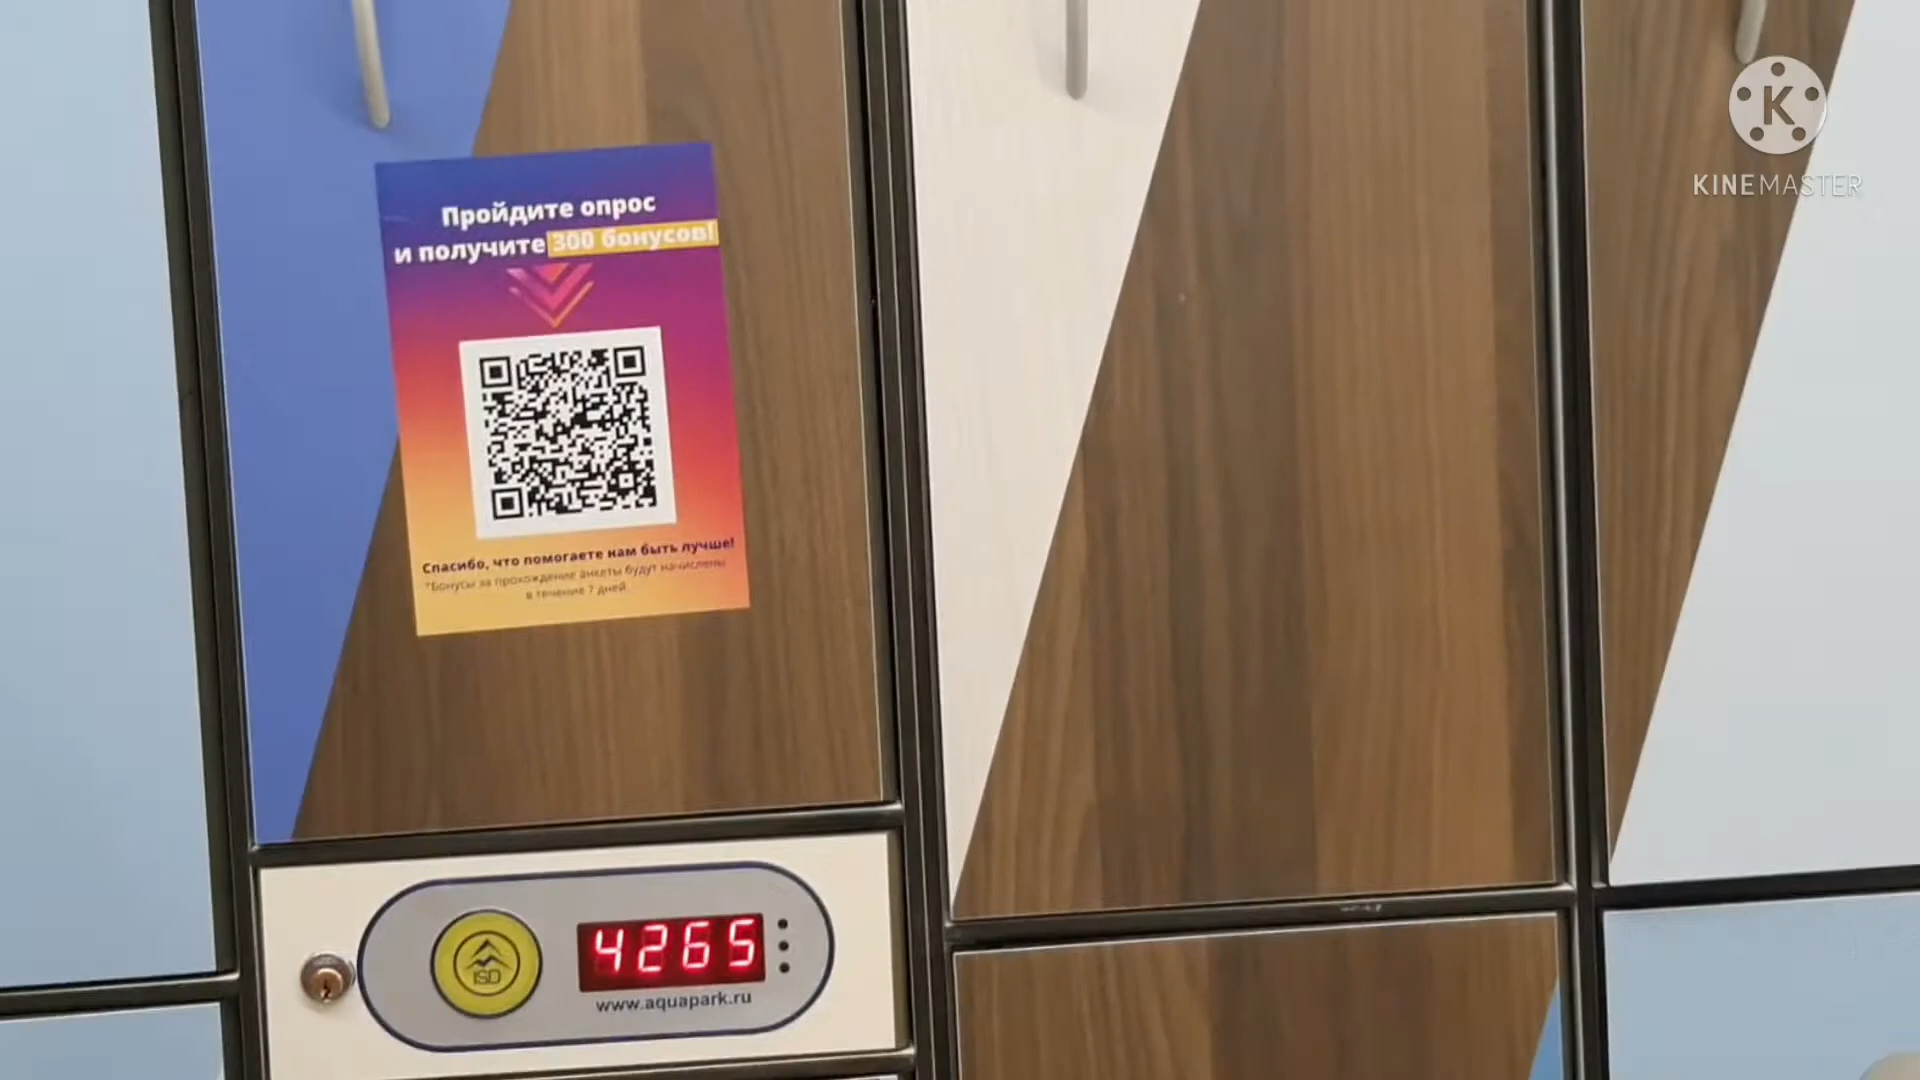 Пройдите опрос
и получите 300 бонусов!
Спасибо, что помогаете нам быть лучше!
*Бонусы за прохождение анкеты будут начислены
в течение 7 дней
ISD
4265
www.aquapark.ru
K
KINEMASTER